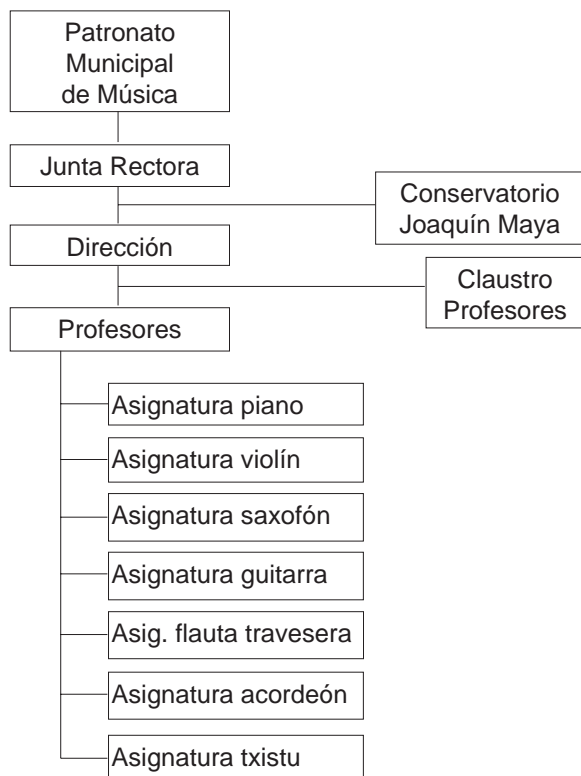 Patronato
Municipal
de Música
Junta Rectora
Conservatorio
Joaquín Maya
Dirección
Claustro
Profesores
Profesores
Asignatura piano
Asignatura violín
Asignatura saxofón
Asignatura guitarra
Asig. flauta travesera
Asignatura acordeón
Asignatura txistu